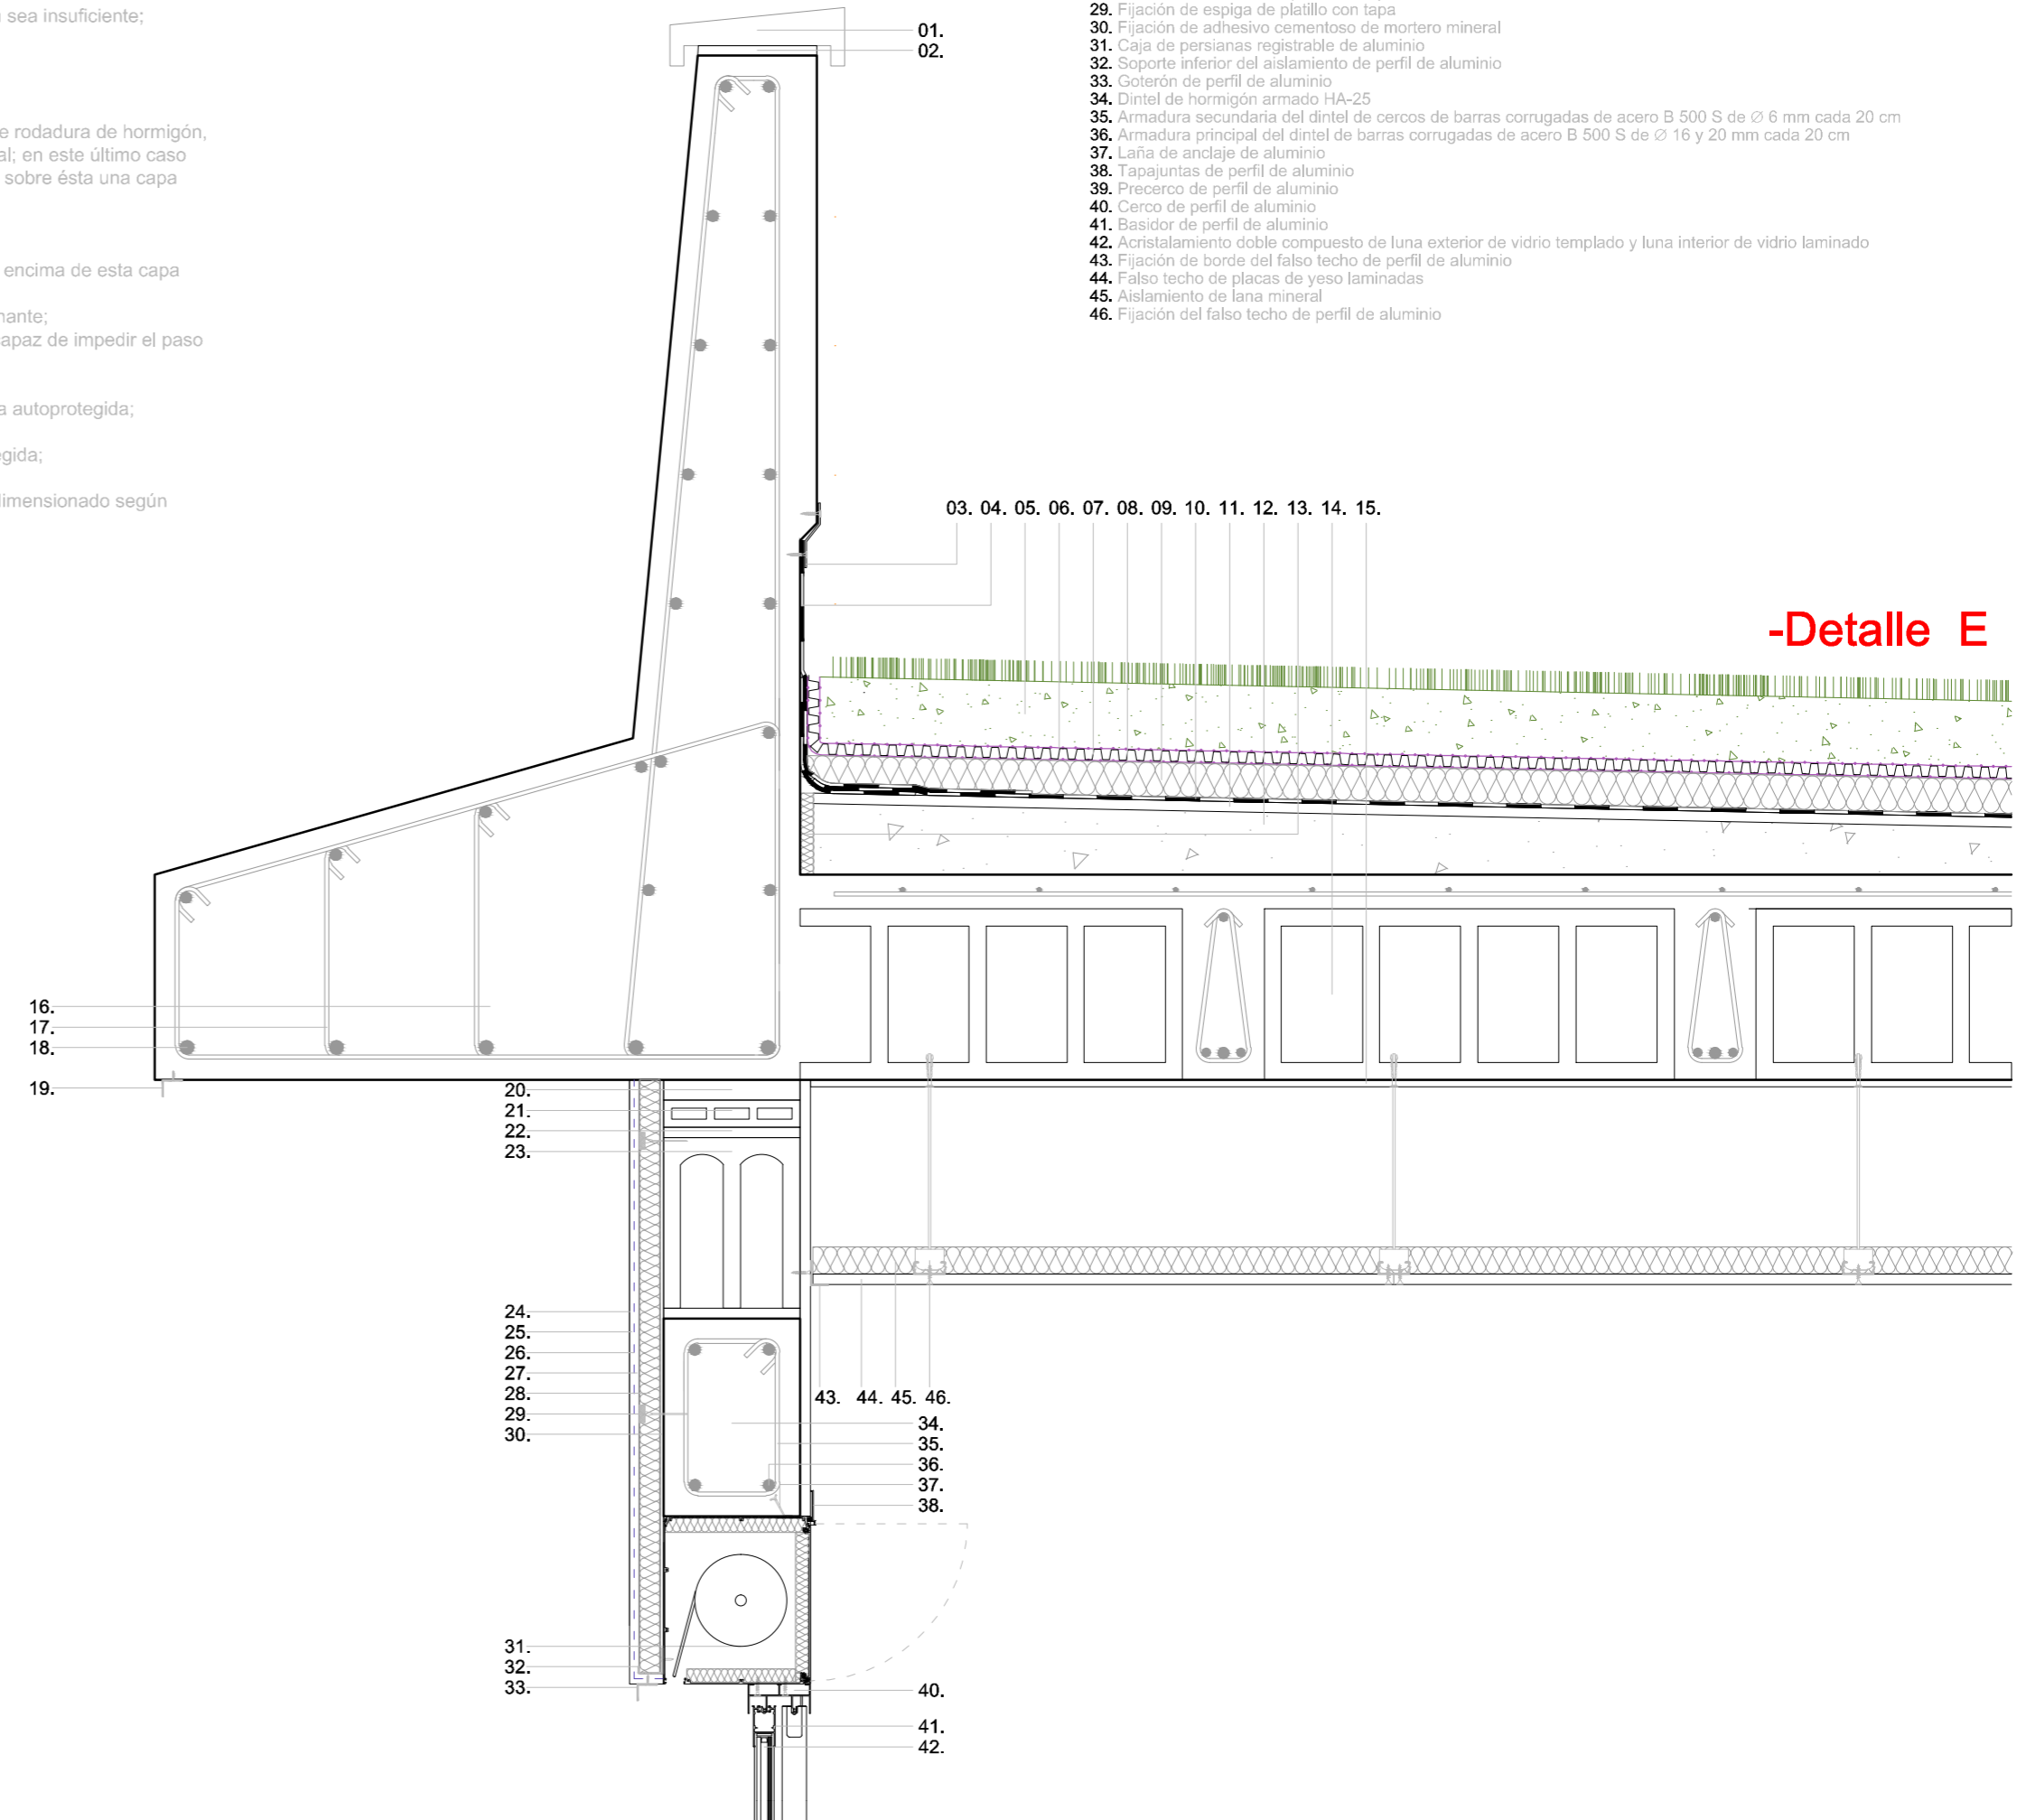 sea insuficiente;
e rodadura de hormigón,
al; en este último caso
sobre ésta una capa
encima de esta capa
nante;
capaz de impedir el paso
a autoprotegida;
egida;
dimensionado según
29. Fijación de espiga de platillo con tapa
30. Fijación de adhesivo cementoso de mortero mineral
31. Caja de persianas registrable de aluminio
32. Soporte inferior del aislamiento de perfil de aluminio
33. Goterón de perfil de aluminio
34. Dintel de hormigón armado HA-25
35. Armadura secundaria del dintel de cercos de barras corrugadas de acero B 500 S de Ø 6 mm cada 20 cm
36. Armadura principal del dintel de barras corrugadas de acero B 500 S de Ø 16 y 20 mm cada 20 cm
37. Laña de anclaje de aluminio
38. Tapajuntas de perfil de aluminio
39. Precerco de perfil de aluminio
40. Cerco de perfil de aluminio
41. Basidor de perfil de aluminio
42. Acristalamiento doble compuesto de luna exterior de vidrio templado y luna interior de vidrio laminado
43. Fijación de borde del falso techo de perfil de aluminio
44. Falso techo de placas de yeso laminadas
45. Aislamiento de lana mineral
46. Fijación del falso techo de perfil de aluminio
01.
02.
03. 04. 05. 06. 07. 08. 09. 10. 11. 12. 13. 14. 15.
-Detalle E
16.
17.
18.
19.
20.
21.
22.
23.
24.
25.
26.
27.
28.
29.
30.
43. 44. 45. 46.
34.
35.
36.
37.
38.
31.
32.
33.
40.
41.
42.